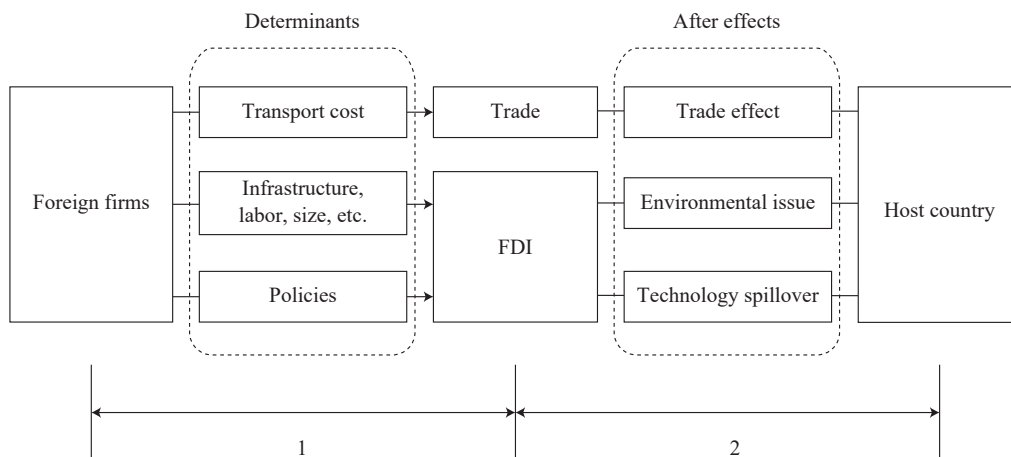 Determinants
After effects
Transport cost
Trade
Trade effect
Foreign firms
Infrastructure,
labor, size, etc.
FDI
Environmental issue
Host country
Policies
Technology spillover
1
2